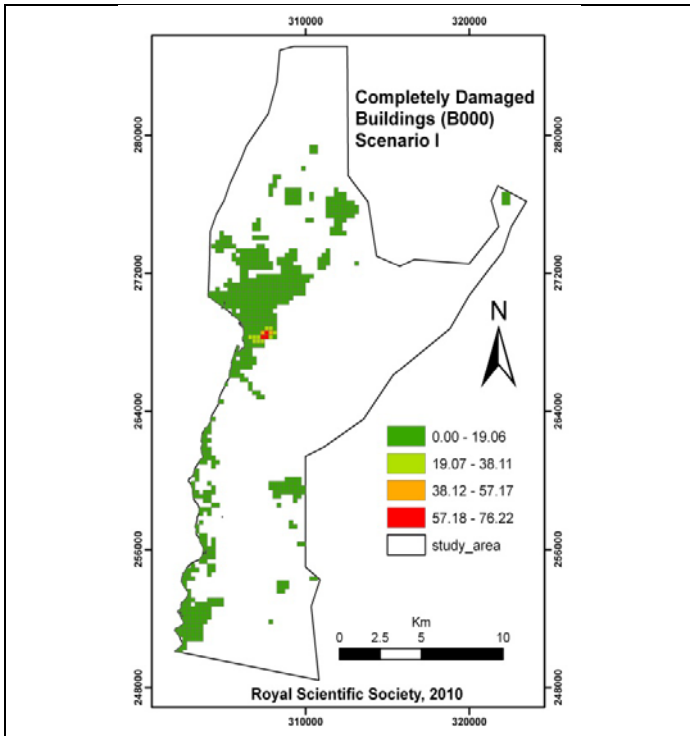 310000
320000
Completely Damaged
Buildings (B000)
Scenario I
280000
280000
272000
272000
N
264000
264000
0.00 - 19.06
19.07 - 38.11
38.12 - 57.17
57.18 - 76.22
study_area
256000
256000
Km
0
2.5
5
10
Royal Scientific Society, 2010
248000
248000
310000
320000